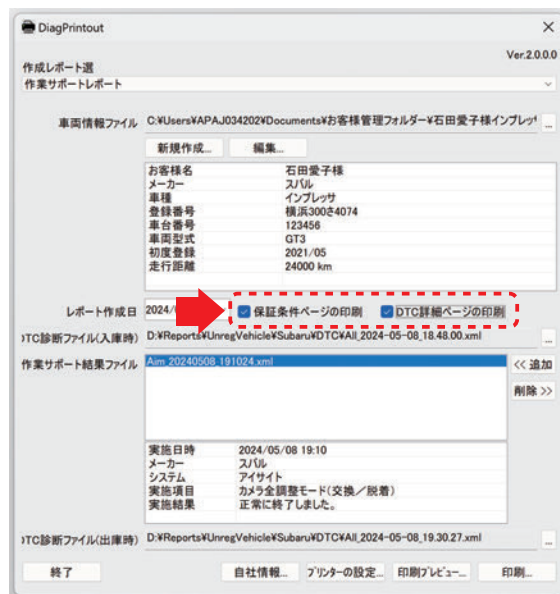 DiagPrintout
Ver.2.0.0.0
作成レポート選
作業サポートレポート
車両情報ファイル C:¥Users¥APAJ034202¥Documents¥お客様管理フォルダー¥石田愛子様インプレッ ...
新規作成... 編集...
お客様名 石田愛子様
メーカー スバル
車種 インプレッサ
登録番号 横浜300さ4074
車台番号 123456
車両型式 GT3
初度登録 2021/05
走行距離 24000 km
レポート作成日 2024/ 保証条件ページの印刷 DTC詳細ページの印刷
DTC診断ファイル(入庫時) D:¥Reports¥UnregVehicle¥Subaru¥DTC¥All_2024-05-08_18.48.00.xml ...
作業サポート結果ファイル Aim_20240508_191024.xml << 追加
削除 >>
実施日時 2024/05/08 19:10
メーカー スバル
システム アイサイト
実施項目 カメラ全調整モード(交換/脱着)
実施結果 正常に終了しました。
DTC診断ファイル(出庫時) D:¥Reports¥UnregVehicle¥Subaru¥DTC¥All_2024-05-08_19.30.27.xml ...
終了 自社情報... プリンターの設定... 印刷プレビュー... 印刷...